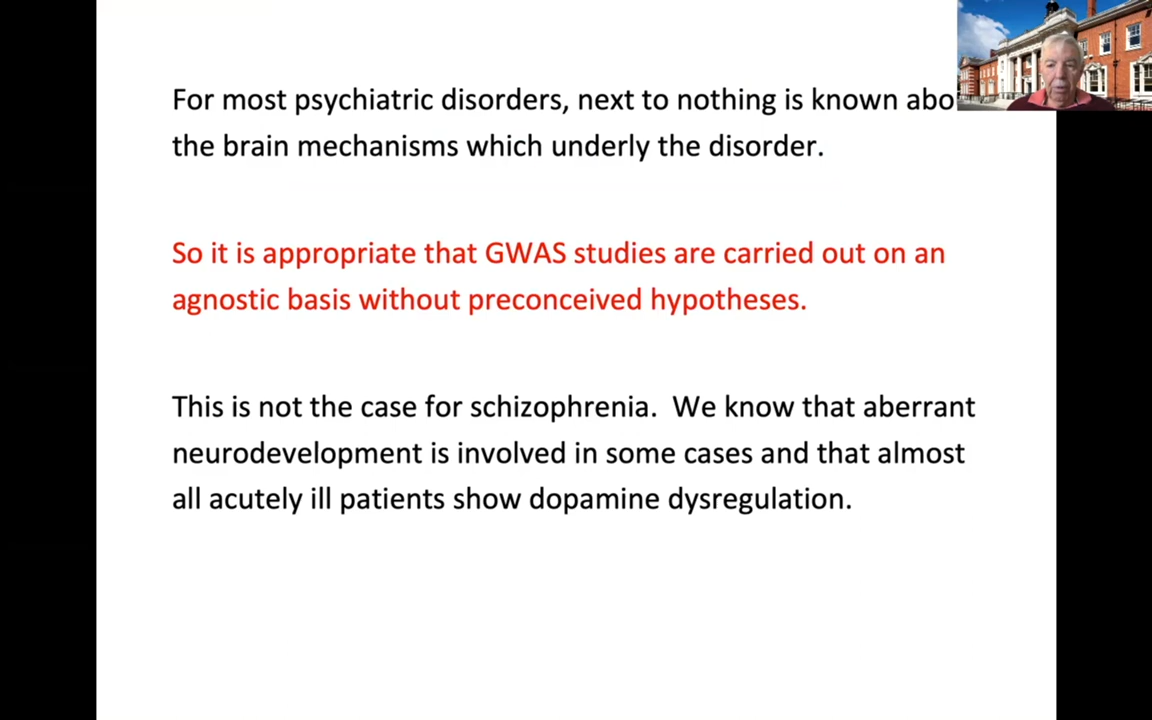 For most psychiatric disorders, next to nothing is known abo
the brain mechanisms which underly the disorder.
So it is appropriate that GWAS studies are carried out on an
agnostic basis without preconceived hypotheses.
This is not the case for schizophrenia. We know that aberrant
neurodevelopment is involved in some cases and that almost
all acutely ill patients show dopamine dysregulation.